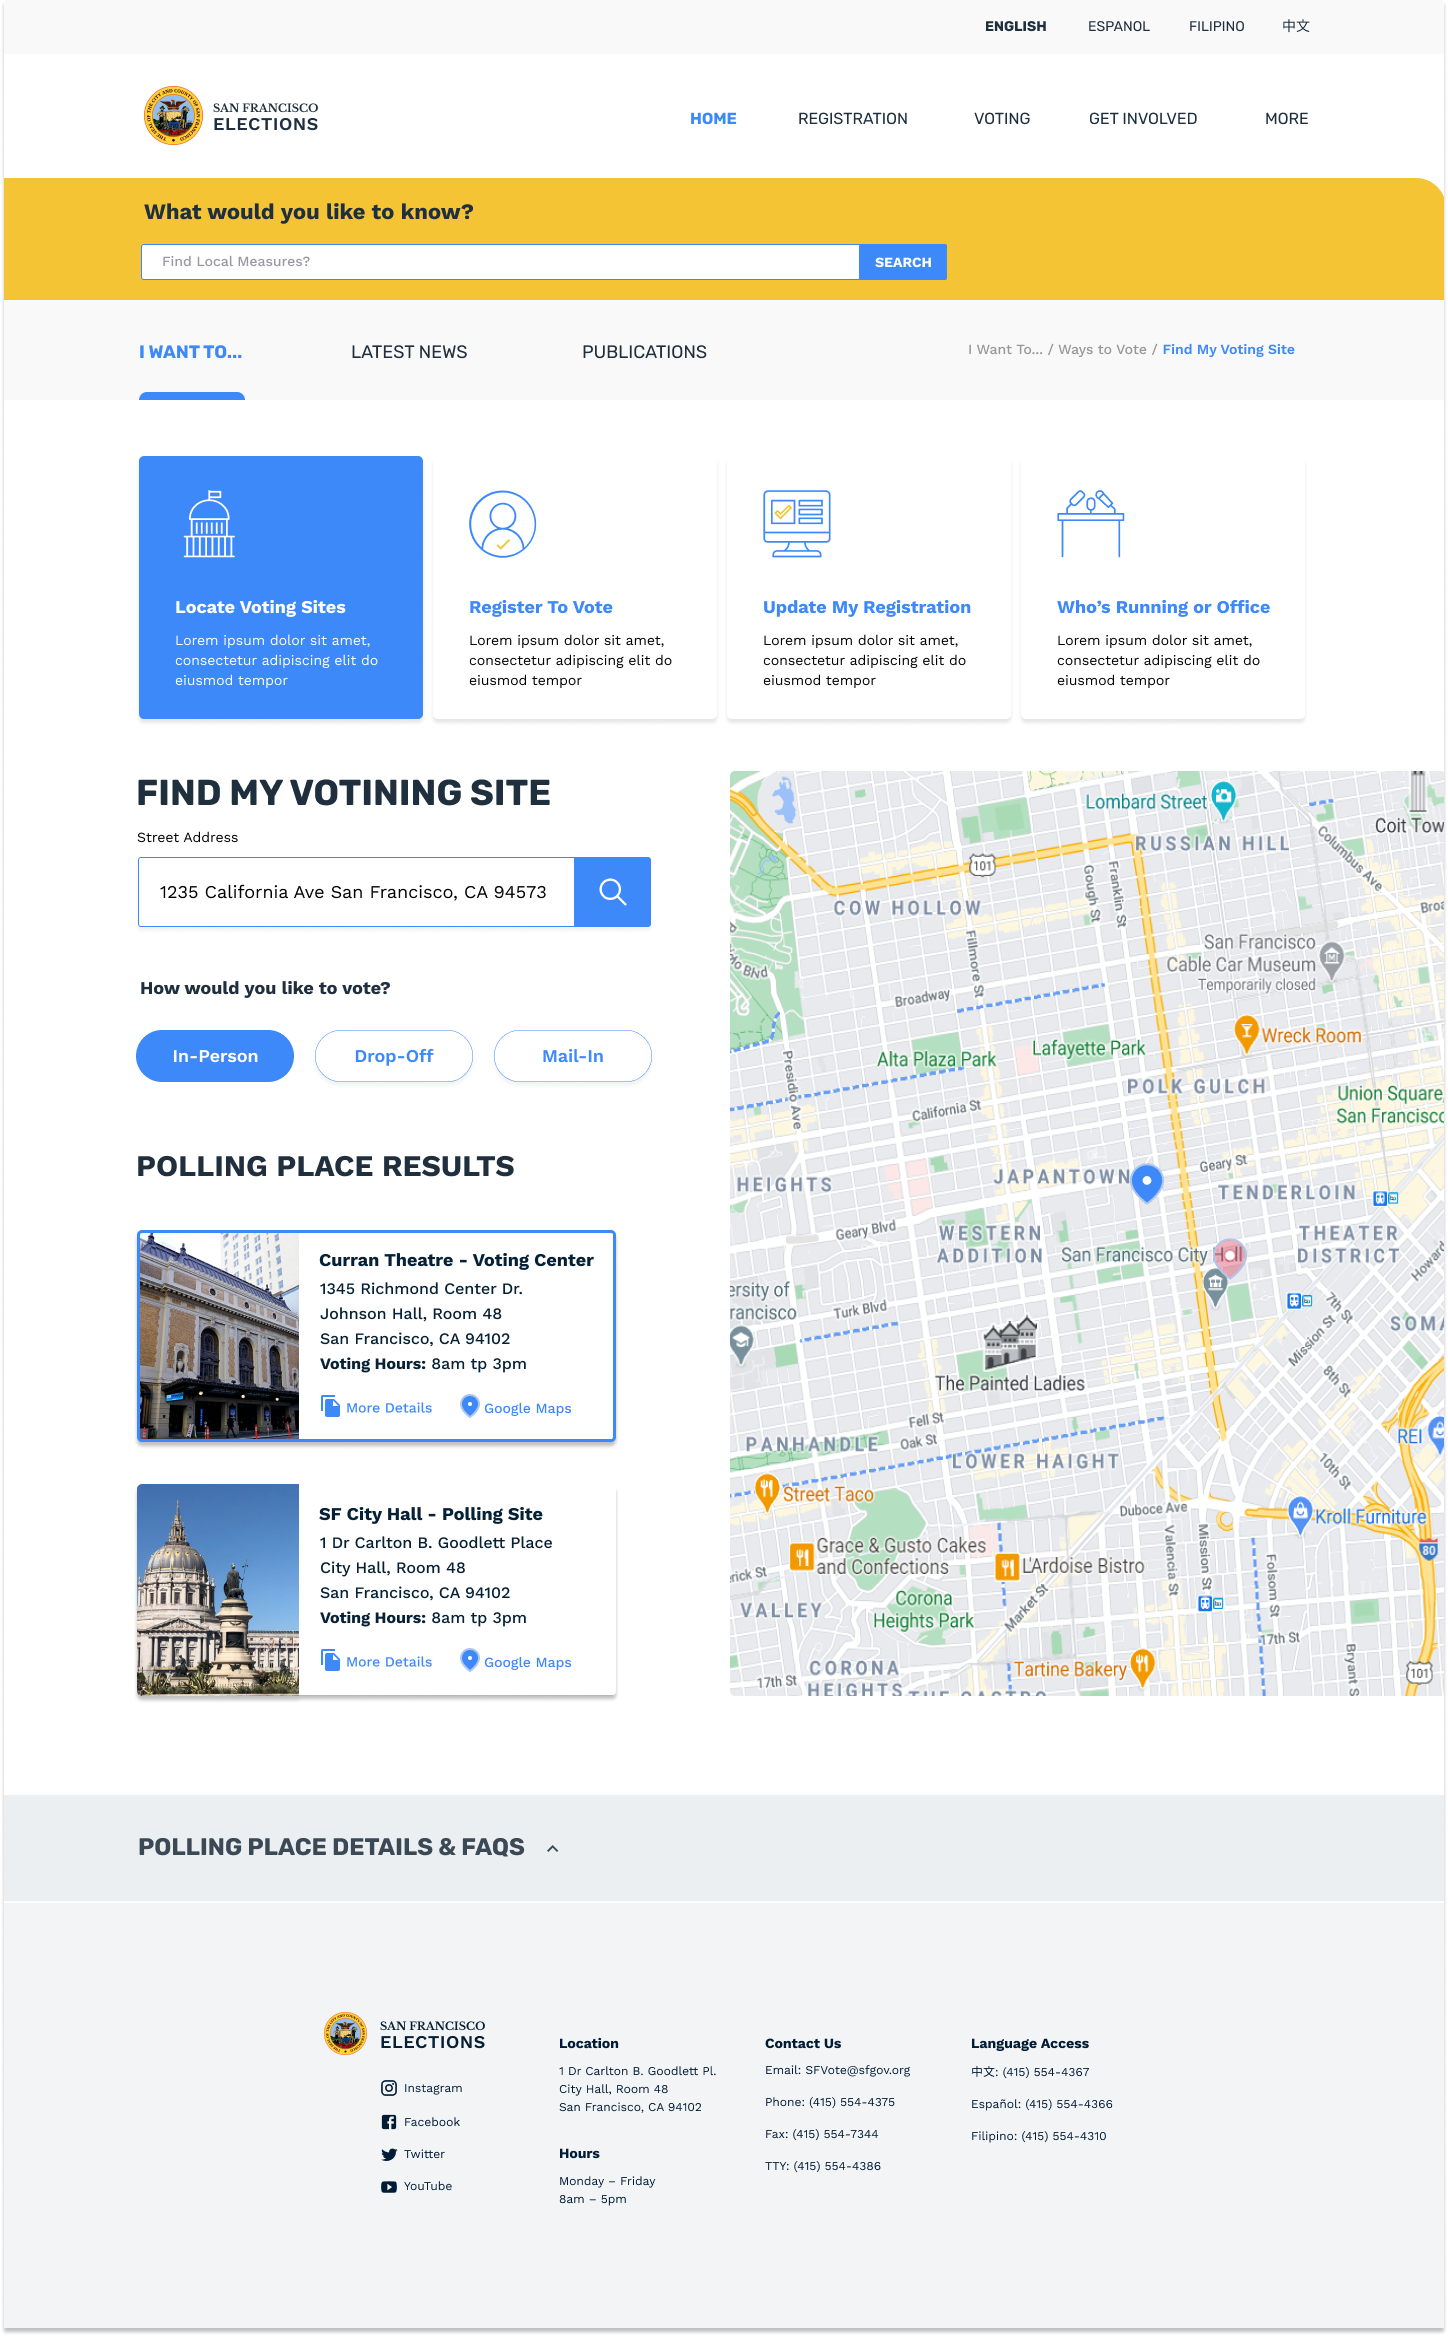 ENGLISH ESPANOL FILIPINO 中文
SAN FRANCISCO
ELECTIONS
HOME REGISTRATION VOTING GET INVOLVED MORE
What would you like to know?
Find Local Measures? SEARCH
I WANT TO... LATEST NEWS PUBLICATIONS
I Want To... / Ways to Vote / Find My Voting Site
Locate Voting Sites
Lorem ipsum dolor sit amet,
consectetur adipiscing elit do
eiusmod tempor
Register To Vote
Lorem ipsum dolor sit amet,
consectetur adipiscing elit do
eiusmod tempor
Update My Registration
Lorem ipsum dolor sit amet,
consectetur adipiscing elit do
eiusmod tempor
Who's Running or Office
Lorem ipsum dolor sit amet,
consectetur adipiscing elit do
eiusmod tempor
FIND MY VOTINING SITE
Street Address
1235 California Ave San Francisco, CA 94573
How would you like to vote?
In-Person Drop-Off Mail-In
POLLING PLACE RESULTS
Curran Theatre - Voting Center
1345 Richmond Center Dr.
Johnson Hall, Room 48
San Francisco, CA 94102
Voting Hours: 8am tp 3pm
More Details Google Maps
SF City Hall - Polling Site
1 Dr Carlton B. Goodlett Place
City Hall, Room 48
San Francisco, CA 94102
Voting Hours: 8am tp 3pm
More Details Google Maps
Lombard Street
Coit Tow
RUSSIAN HILL
Columbus Ave
101
Gough St
Franklin St
COW HOLLOW
Broa
Fillmore St
San Francisco
Cable Car Museum
Temporarily closed
do Blvd
Broadway
Wreck Room
Alta Plaza Park
Lafayette Park
Presidio Ave
POLK GULCH
Union Square
San Francisco
California St
Geary St
JAPANTOWN
HEIGHTS
TENDERLOIN
Geary Blvd
WESTERN
ADDITION
THEATER
DISTRICT
San Francisco City Hall
Howard
ersity of
rancisco
Turk Blvd
7th St
Mission St
SOMA
8th St
The Painted Ladies
Fell St
Oak St
PANHANDLE
REI
LOWER HAIGHT
10th St
Street Taco
Duboce Ave
Kroll Furniture
Valencia St
Mission St
Folsom St
80
Grace & Gusto Cakes
and Confections
L'Ardoise Bistro
erick St
Corona
Heights Park
Market St
VALLEY
17th St
Bryant S
Tartine Bakery
CORONA
HEIGHTS
17th St
THE CASTRO
101
POLLING PLACE DETAILS & FAQS
SAN FRANCISCO
ELECTIONS
Instagram
Facebook
Twitter
YouTube
Location
1 Dr Carlton B. Goodlett Pl.
City Hall, Room 48
San Francisco, CA 94102
Hours
Monday – Friday
8am – 5pm
Contact Us
Email: SFVote@sfgov.org
Phone: (415) 554-4375
Fax: (415) 554-7344
TTY: (415) 554-4386
Language Access
中文: (415) 554-4367
Español: (415) 554-4366
Filipino: (415) 554-4310